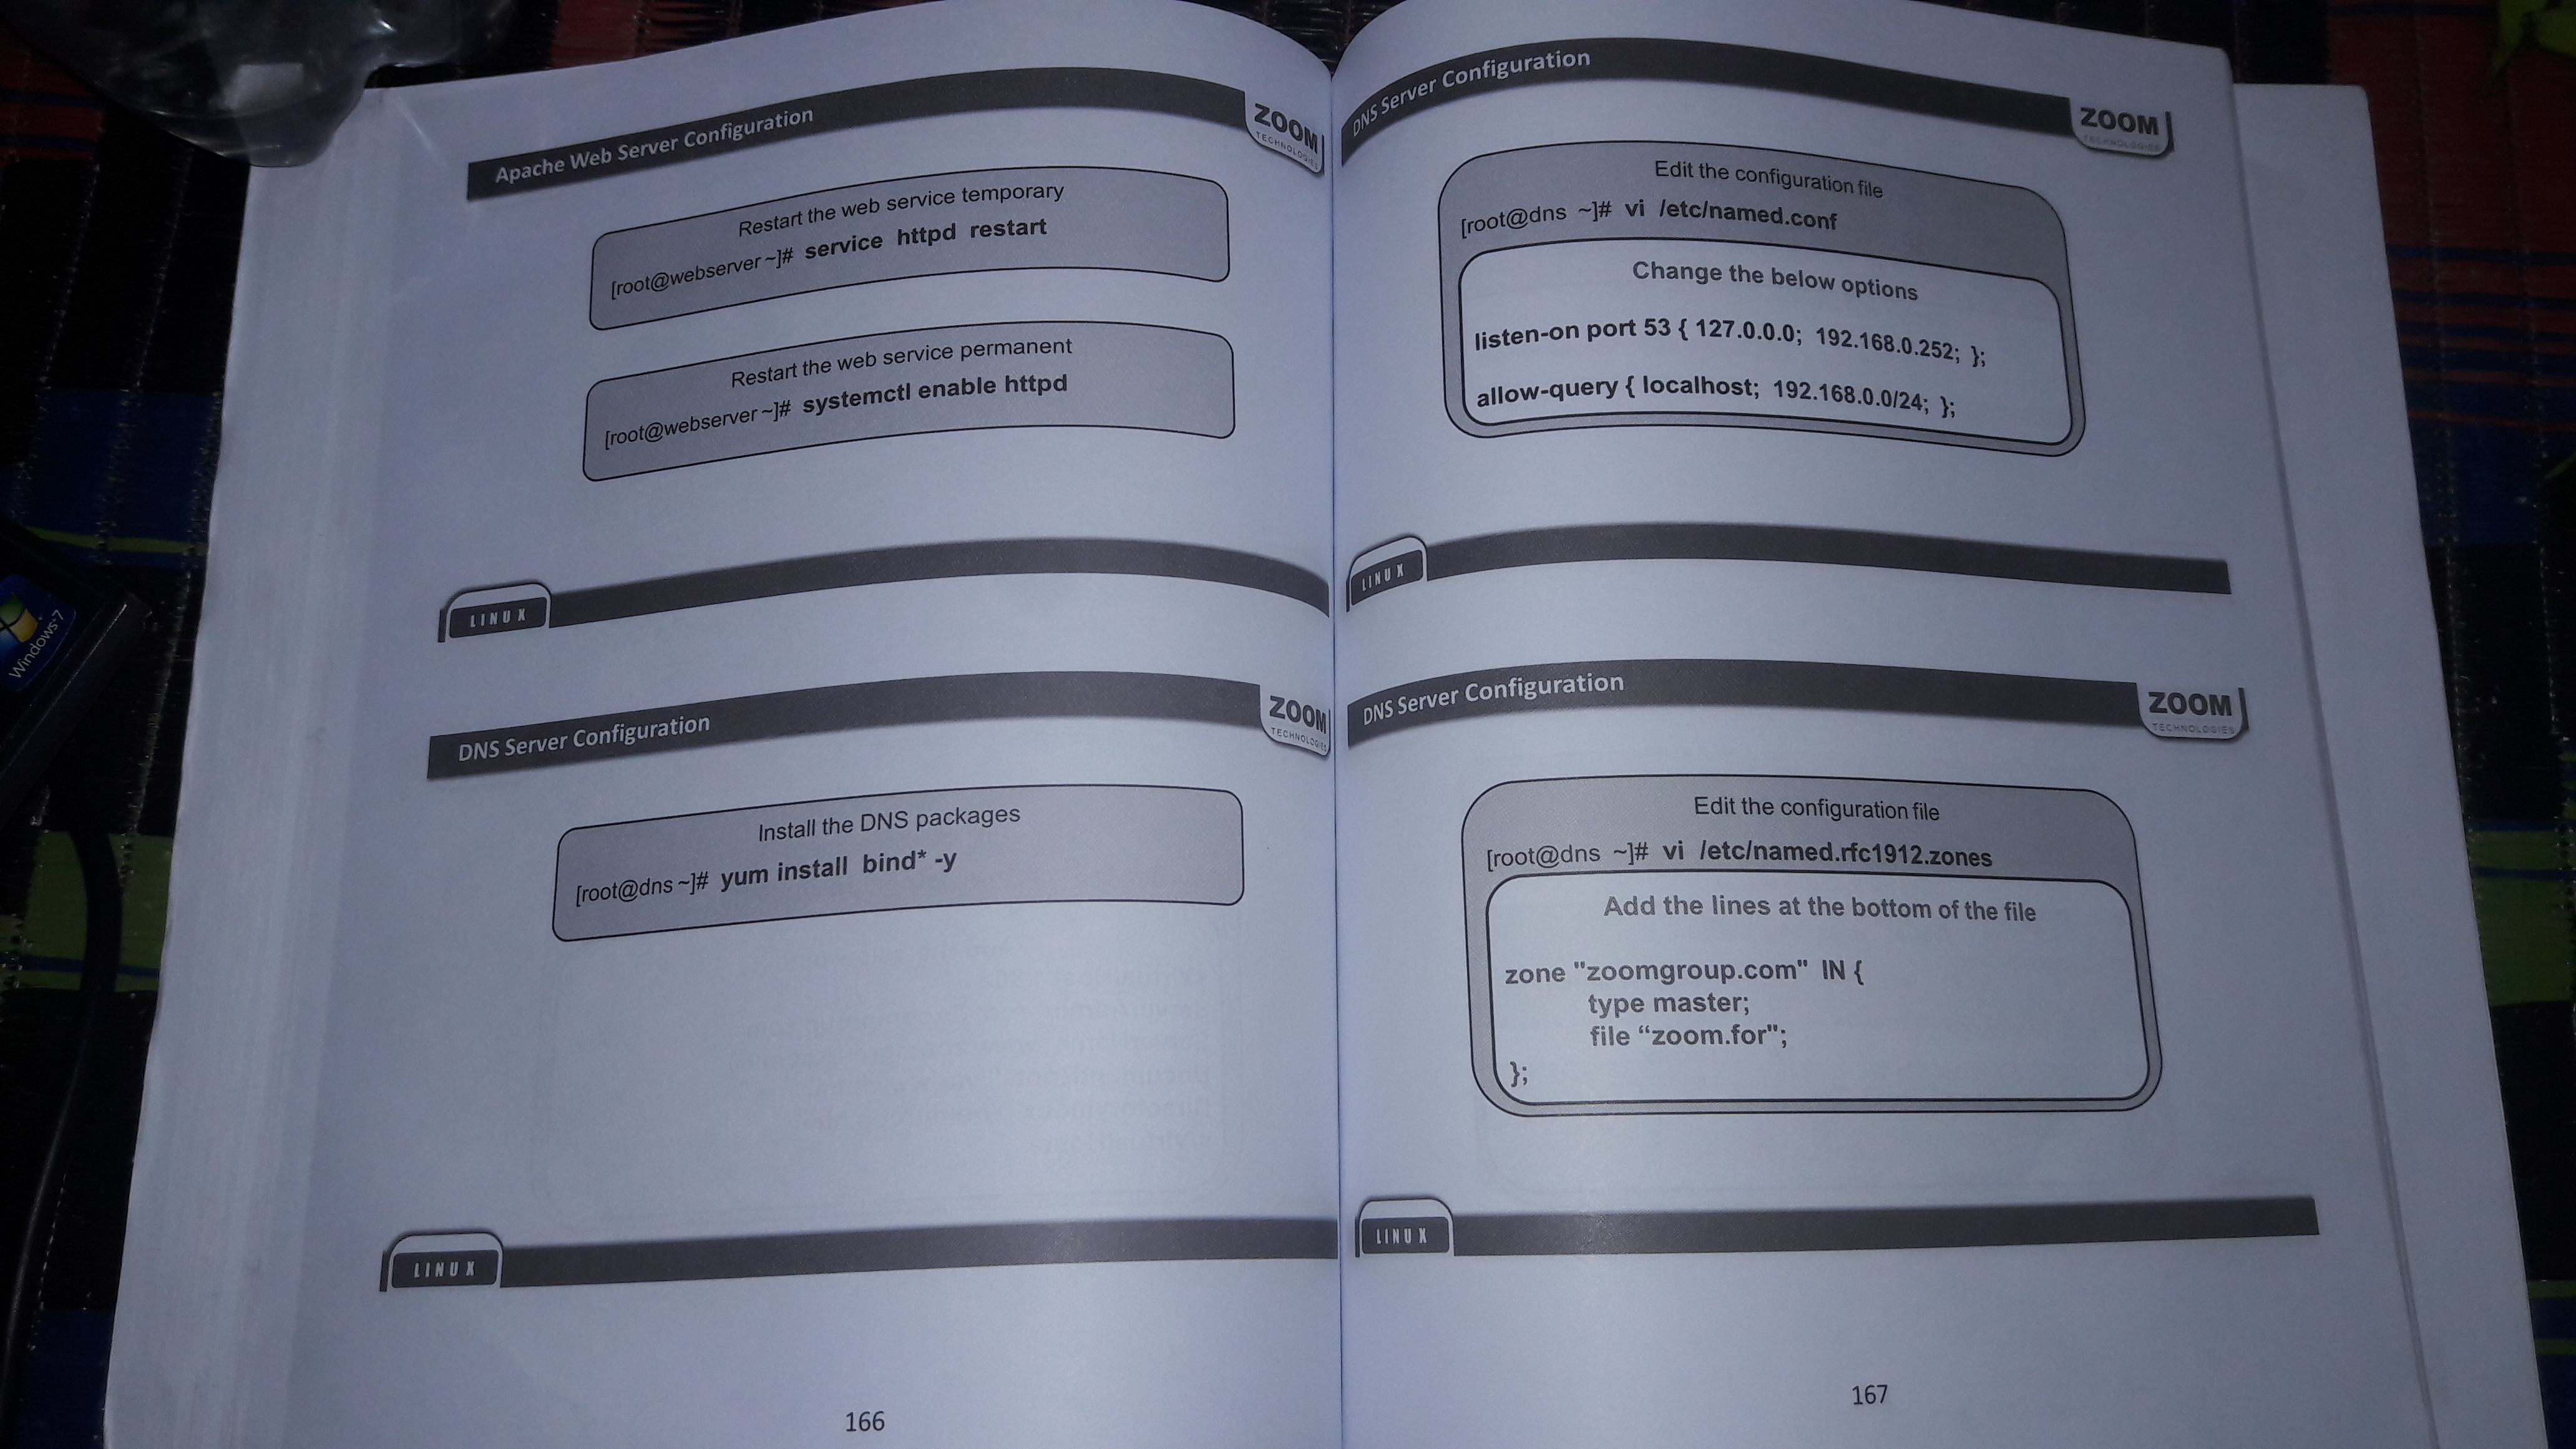 Apache Web Server Configuration
ZOOM
TECHNOLOGIES
Restart the web service temporary
[root@webserver ~]# service httpd restart
Restart the web service permanent
[root@webserver ~]# systemctl enable httpd
LINUX
DNS Server Configuration
ZOOM
TECHNOLOGIES
Install the DNS packages
[root@dns ~]# yum install bind* -y
LINUX
166
DNS Server Configuration
ZOOM
TECHNOLOGIES
Edit the configuration file
[root@dns ~]# vi /etc/named.conf
Change the below options
listen-on port 53 { 127.0.0.0; 192.168.0.252; };
allow-query { localhost; 192.168.0.0/24; };
LINUX
DNS Server Configuration
ZOOM
TECHNOLOGIES
Edit the configuration file
[root@dns ~]# vi /etc/named.rfc1912.zones
Add the lines at the bottom of the file
zone "zoomgroup.com" IN {
type master;
file “zoom.for";
};
LINUX
167
Windows 7